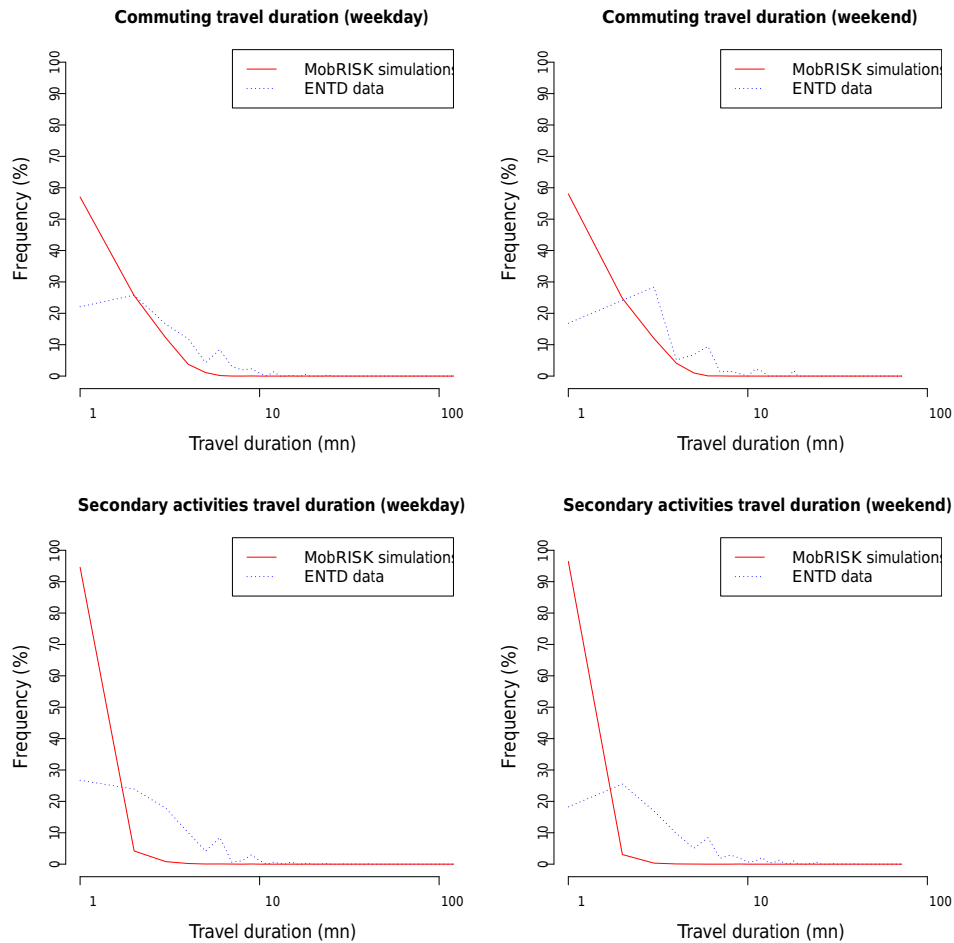 Commuting travel duration (weekday)
Frequency (%)
0 10 20 30 40 50 60 70 80 90 100
MobRISK simulations
ENTD data
1 10 100
Travel duration (mn)
Commuting travel duration (weekend)
Frequency (%)
0 10 20 30 40 50 60 70 80 90 100
MobRISK simulations
ENTD data
1 10 100
Travel duration (mn)
Secondary activities travel duration (weekday)
Frequency (%)
0 10 20 30 40 50 60 70 80 90 100
MobRISK simulations
ENTD data
1 10 100
Travel duration (mn)
Secondary activities travel duration (weekend)
Frequency (%)
0 10 20 30 40 50 60 70 80 90 100
MobRISK simulations
ENTD data
1 10 100
Travel duration (mn)